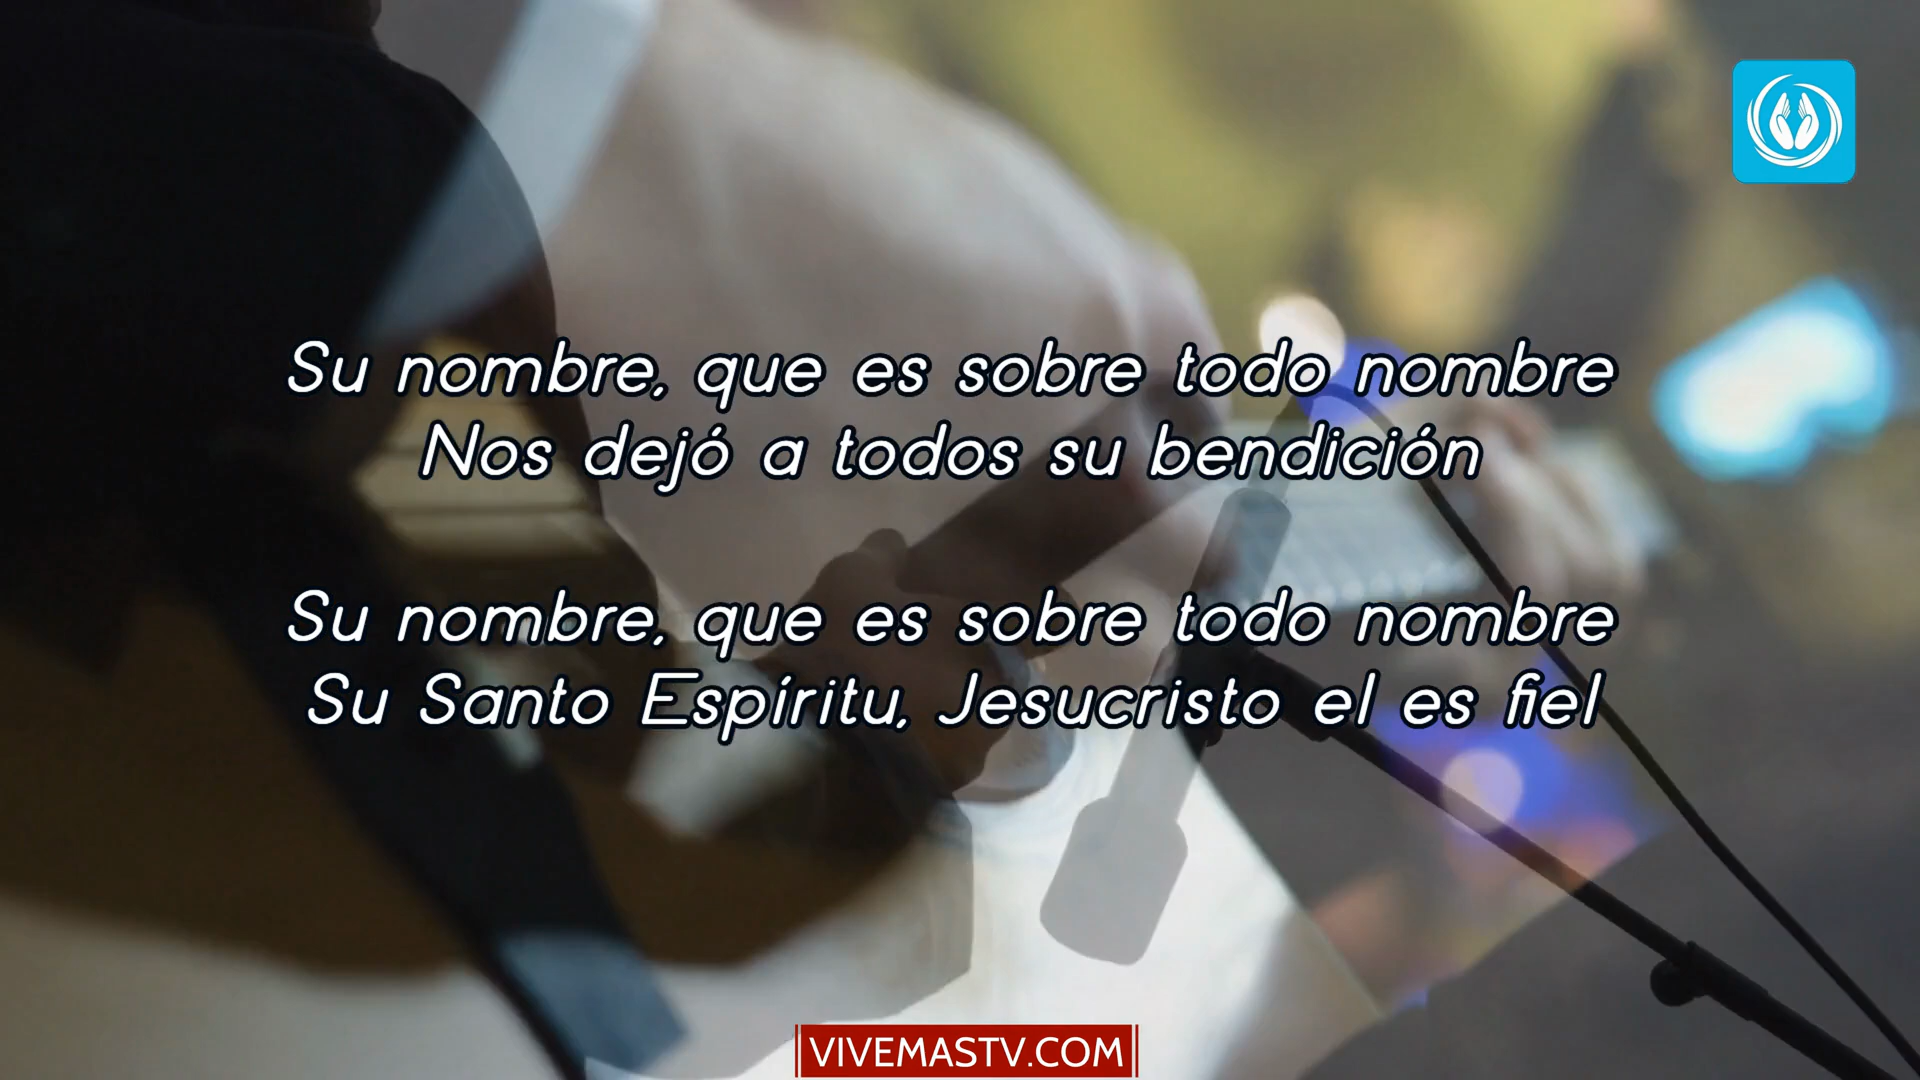 Su nombre, que es sobre todo nombre
Nos dejó a todos su bendición
Su nombre, que es sobre todo nombre
Su Santo Espíritu, Jesucristo el es fiel
VIVEMASTV.COM